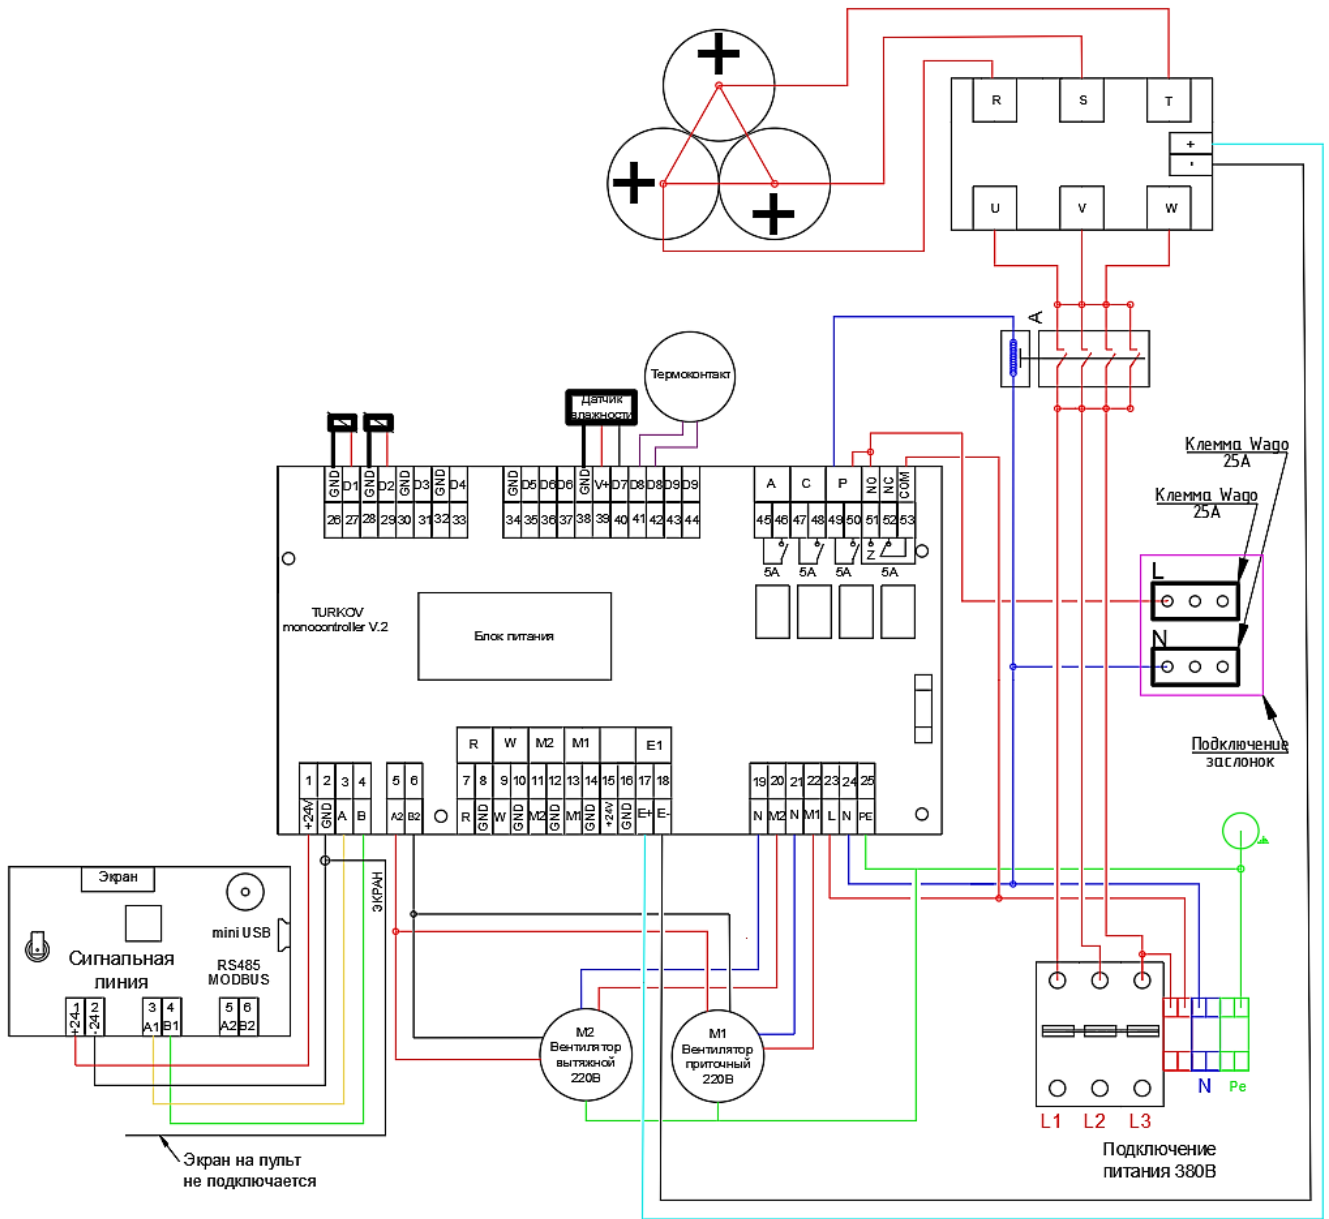 R S T
+
-
U V W
A
Термоконтакт
Датчик
влажности
Клемма Wago
25A
Клемма Wago
25A
GND D1 GND D2 GND D3 GND D4
26 27 28 29 30 31 32 33
GND D5 D6 D6 GND V+ D7 D8 D8 D9 D9
34 35 36 37 38 39 40 41 42 43 44
A C P NO NC COM
45 46 47 48 49 50 51 52 53
Z
5A 5A 5A 5A
L
N
TURKOV
monocontroller V.2
Блок питания
Подключение
заслонок
R W M2 M1 E1
1 2 3 4
+24V GND A B
5 6
A2 B2
7 8 9 10 11 12 13 14 15 16 17 18
R GND W GND M2 GND M1 GND +24V GND E+ E-
19 20 21 22 23 24 25
N M2 N M1 L N PE
Экран
ЭКРАН
mini USB
Сигнальная
линия
RS485
MODBUS
1 2
+24 -24
3 4
A1 B1
5 6
A2 B2
M2
Вентилятор
вытяжной
220В
M1
Вентилятор
приточный
220В
N Pe
L1 L2 L3
Подключение
питания 380В
Экран на пульт
не подключается